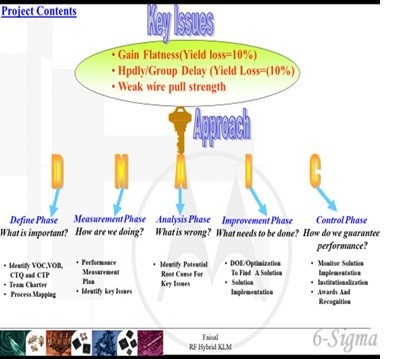 Project Contents
Key Issues
• Gain Flatness(Yield loss=10%)
• Hpdly/Group Delay (Yield Loss=(10%)
• Weak wire pull strength
Approach
D M A I C
Define Phase
What is important?
• Identify VOC,VOB,
CTQ and CTP
• Team Charter
• Process Mapping
Measurement Phase
How are we doing?
• Performance
Measurement
Plan
• Identify key Issues
Analysis Phase
What is wrong?
• Identify Potential
Root Cause For
Key Issues
Improvement Phase
What needs to be done?
• DOE/Optimization
To Find A Solution
• Solution
Implementation
Control Phase
How do we guarantee
performance?
• Monitor Solution
Implementation
• Institutionalization
• Awards And
Recognition
Faisal
RF Hybrid KLM
6-Sigma